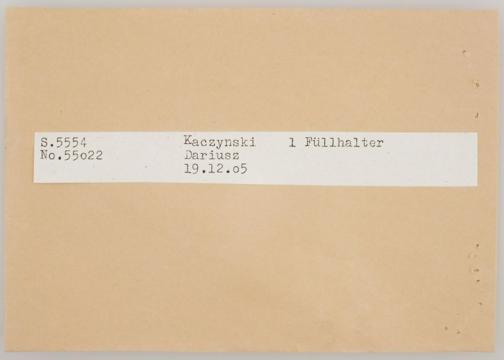 S.5554 Kaczynski 1 Füllhalter
No.55o22 Dariusz
19.12.o5